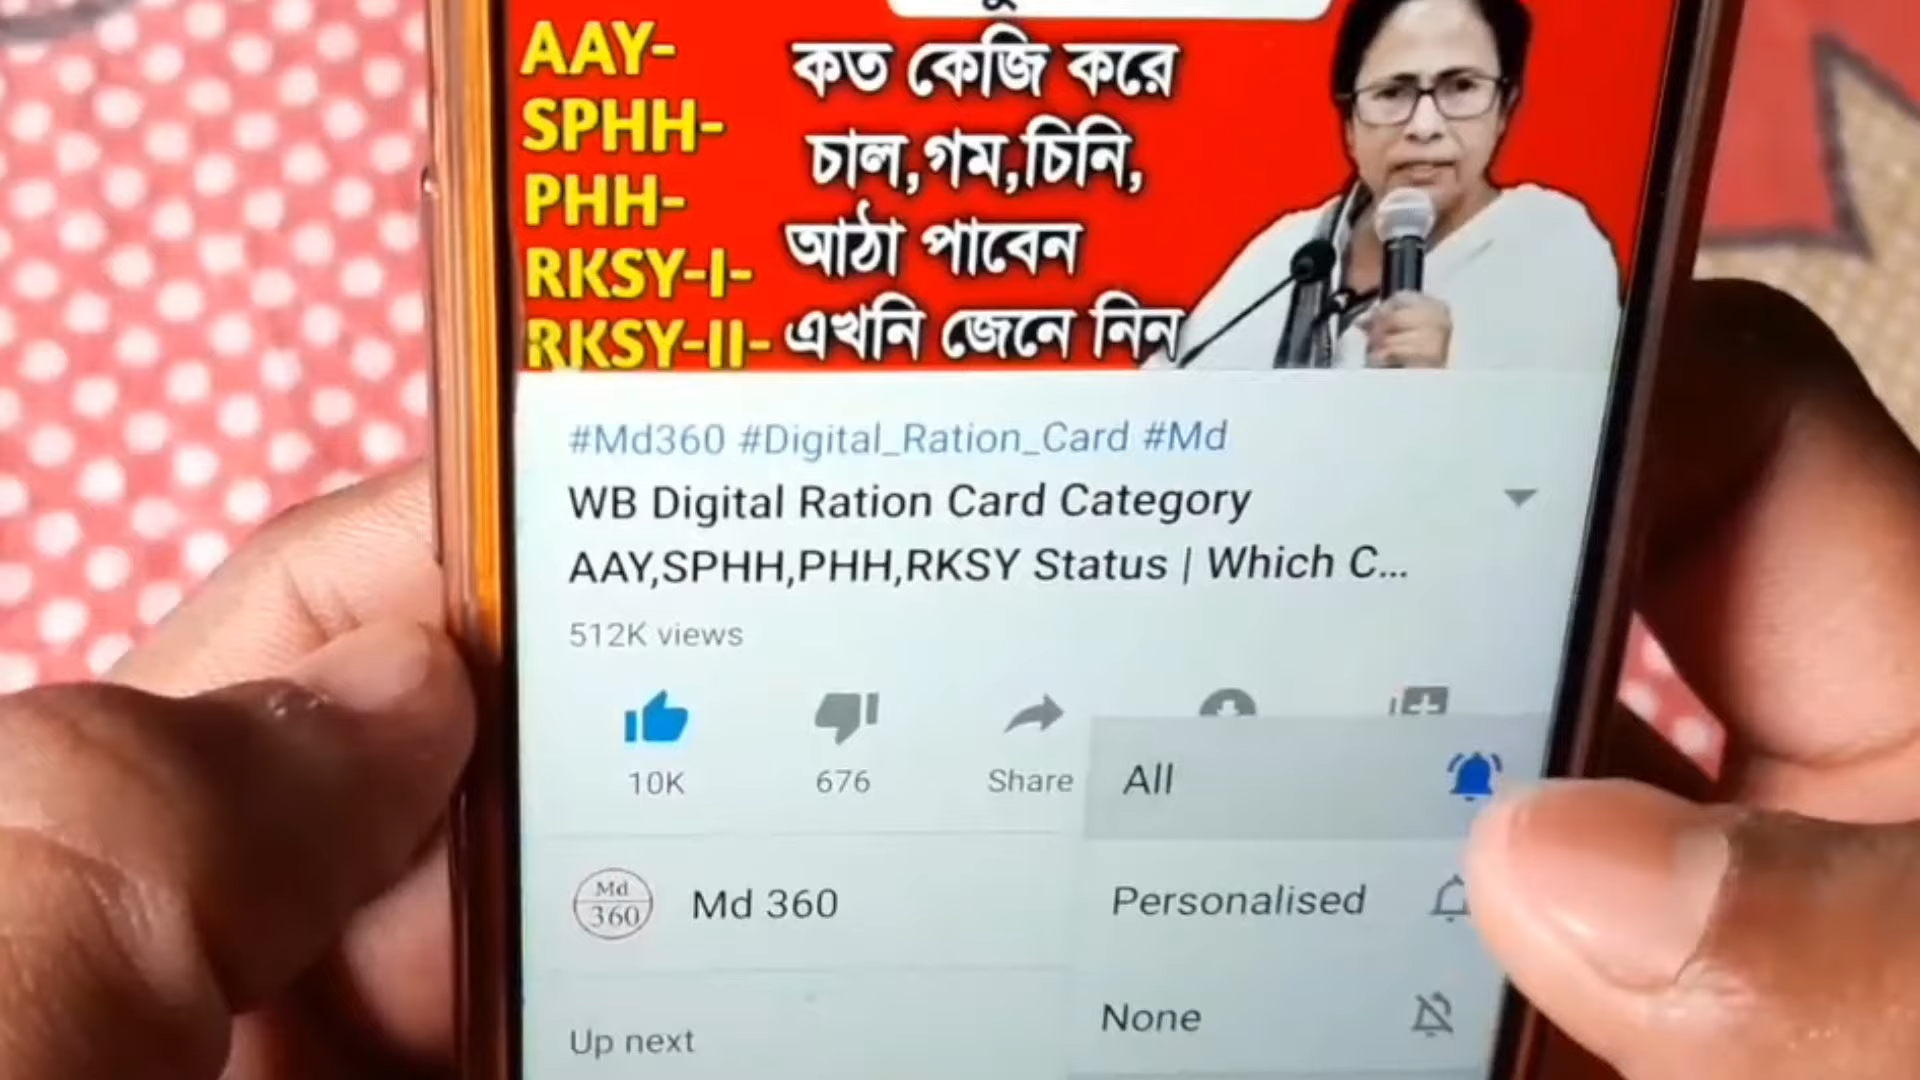 AAY-
SPHH-
PHH-
RKSY-I-
RKSY-II-
কত কেজি করে
চাল,গম,চিনি,
আঠা পাবেন
এখনি জেনে নিন
#Md360 #Digital_Ration_Card #Md
WB Digital Ration Card Category
AAY,SPHH,PHH,RKSY Status | Which C...
512K views
10K
676
Share
All
Md 360
Md 360
Personalised
None
Up next